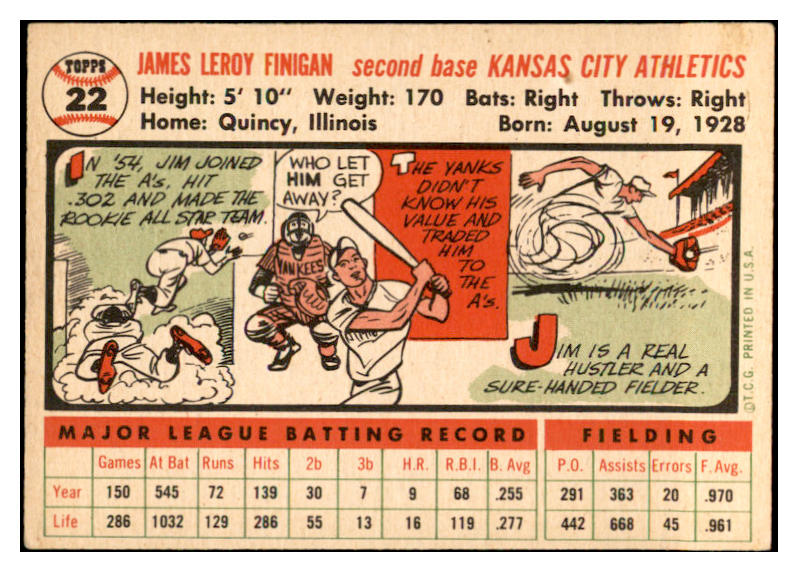 TOPPS
22
JAMES LEROY FINIGAN second base KANSAS CITY ATHLETICS
Height: 5' 10" Weight: 170 Bats: Right Throws: Right
Home: Quincy, Illinois Born: August 19, 1928
IN '54, JIM JOINED
THE A's, HIT
.302 AND MADE THE
ROOKIE ALL STAR TEAM.
WHO LET
HIM GET
AWAY?
YANKEES
THE YANKS
DIDN'T
KNOW HIS
VALUE AND
TRADED
HIM
TO
THE
A's.
JIM IS A REAL
HUSTLER AND A
SURE-HANDED FIELDER.
©T.C.G. PRINTED IN U.S.A.
MAJOR LEAGUE BATTING RECORD FIELDING
Games At Bat Runs Hits 2b 3b H.R. R.B.I. B. Avg P.O. Assists Errors F. Avg.
Year 150 545 72 139 30 7 9 68 .255 291 363 20 .970
Life 286 1032 129 286 55 13 16 119 .277 442 668 45 .961